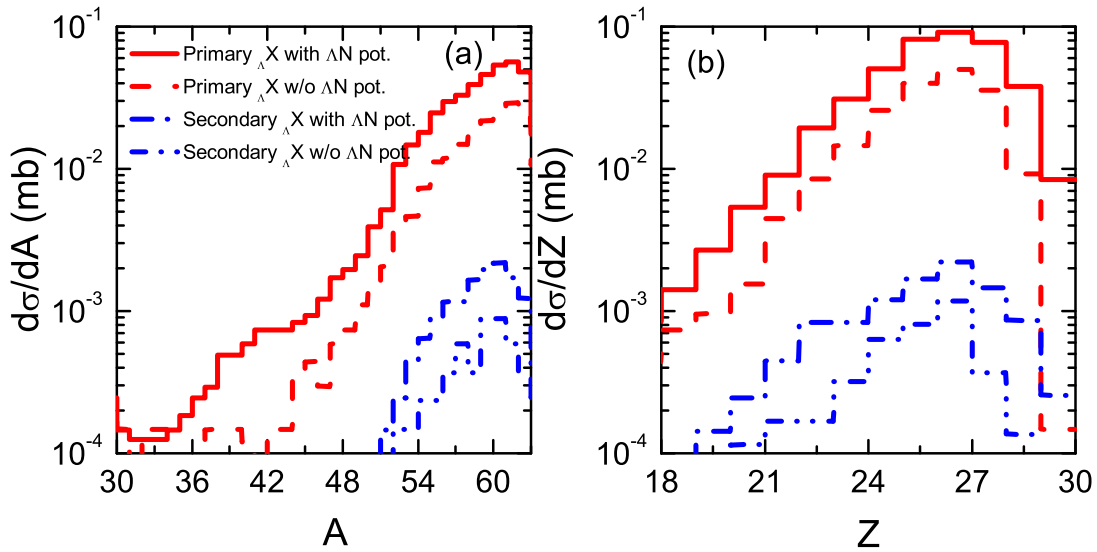 (a)
Primary ΛX with ΛN pot.
Primary ΛX w/o ΛN pot.
Secondary ΛX with ΛN pot.
Secondary ΛX w/o ΛN pot.
dσ/dA (mb)
10⁻¹
10⁻²
10⁻³
10⁻⁴
30 36 42 48 54 60
A
(b)
dσ/dZ (mb)
10⁻¹
10⁻²
10⁻³
10⁻⁴
18 21 24 27 30
Z